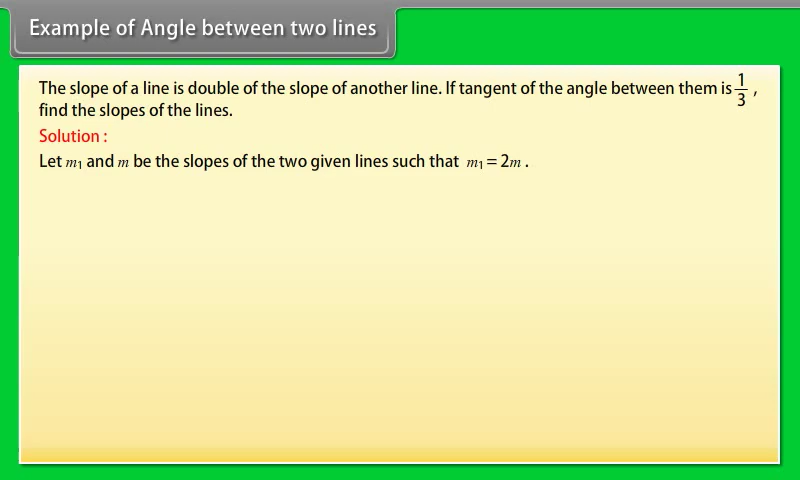 Example of Angle between two lines
The slope of a line is double of the slope of another line. If tangent of the angle between them is 1/3 ,
find the slopes of the lines.
Solution :
Let m₁ and m be the slopes of the two given lines such that m₁ = 2m .